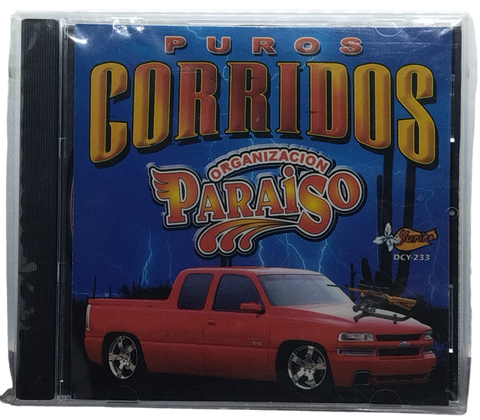 PUROS
CORRIDOS
ORGANIZACION
PARAISO
DCY-233